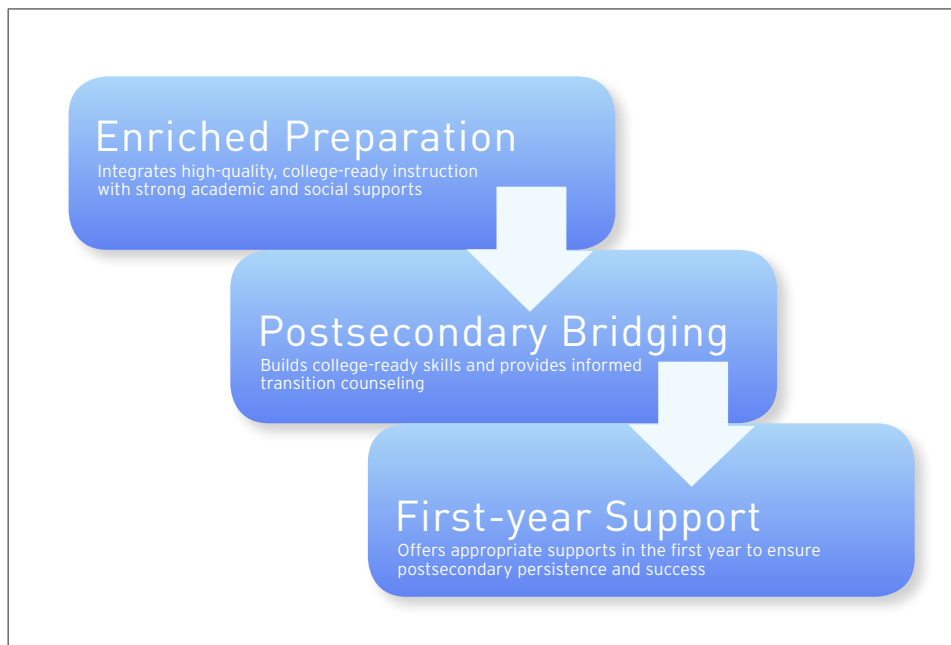 Enriched Preparation
Integrates high-quality, college-ready instruction
with strong academic and social supports
Postsecondary Bridging
Builds college-ready skills and provides informed
transition counseling
First-year Support
Offers appropriate supports in the first year to ensure
postsecondary persistence and success